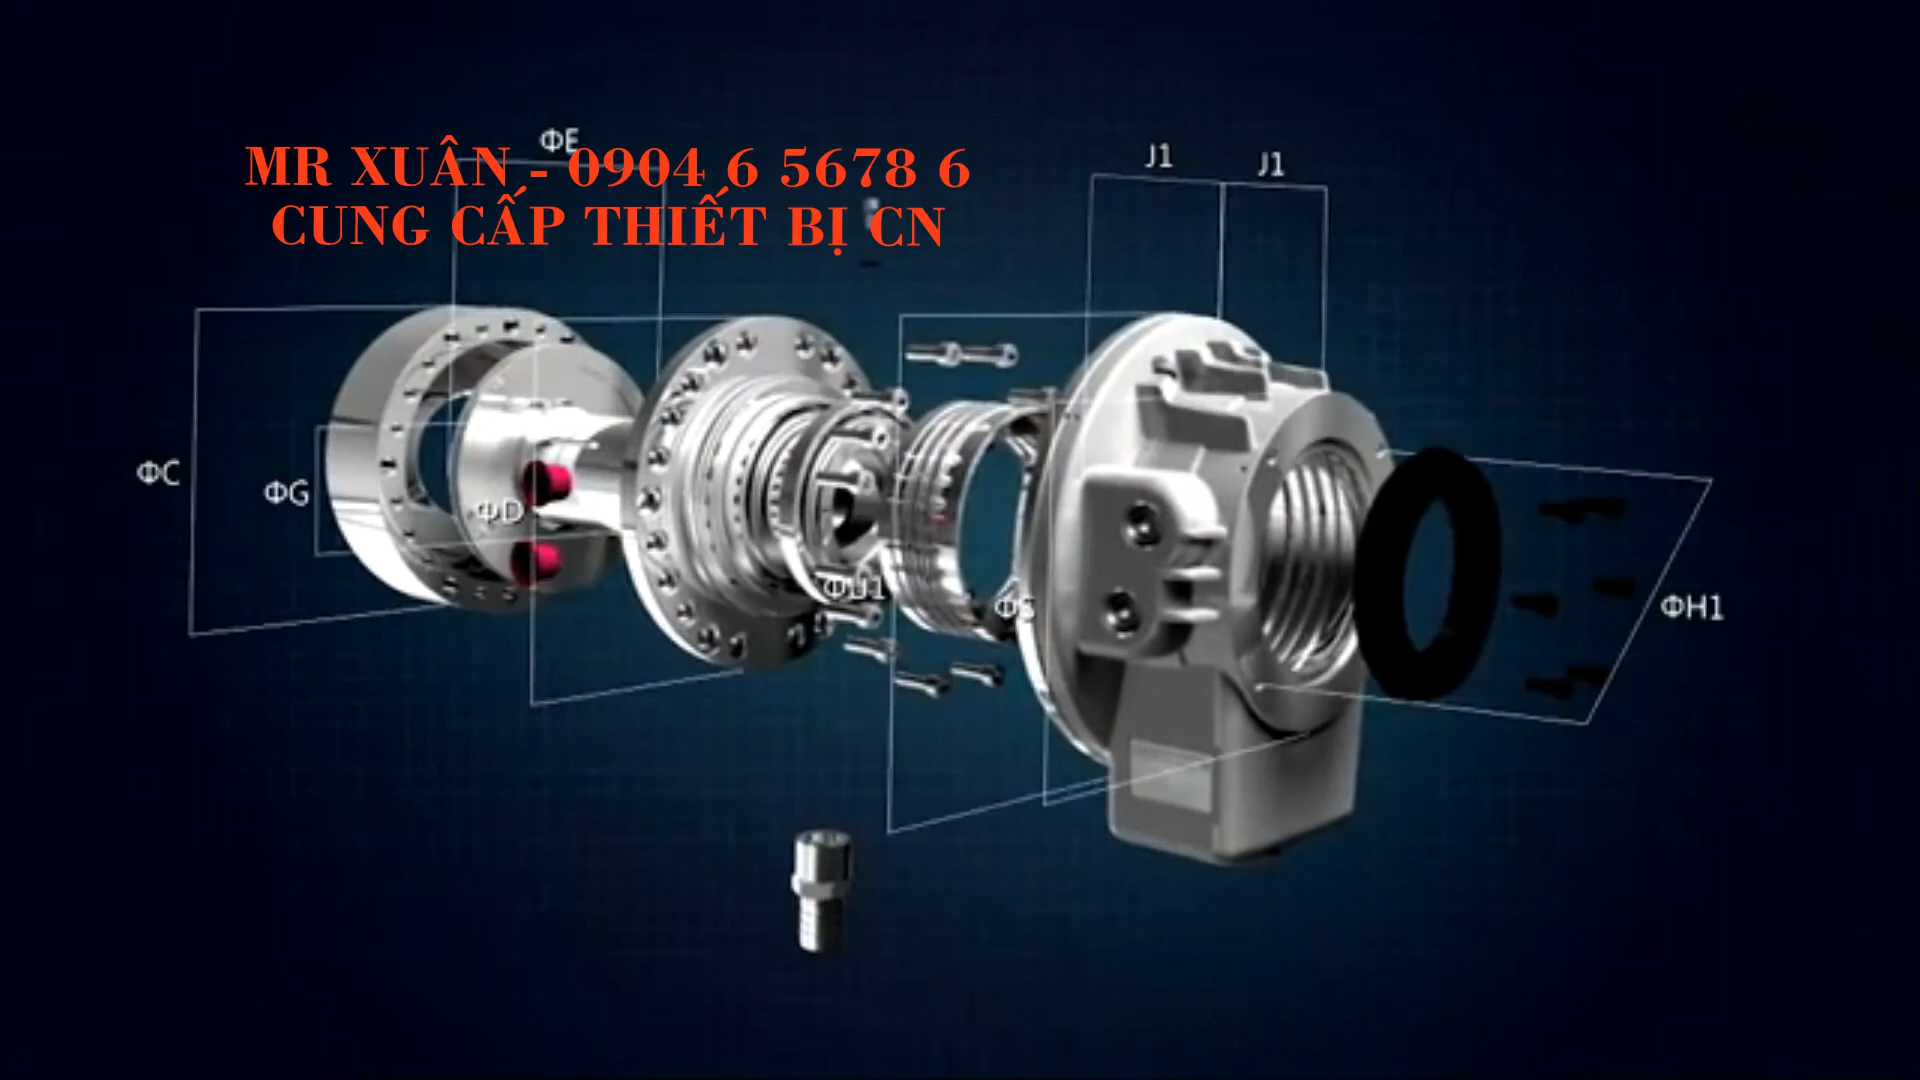 ΦE
MR XUÂN - 0904 6 5678 6
CUNG CẤP THIẾT BỊ CN
J1
J1
ΦC
ΦG
ΦD
ΦH1